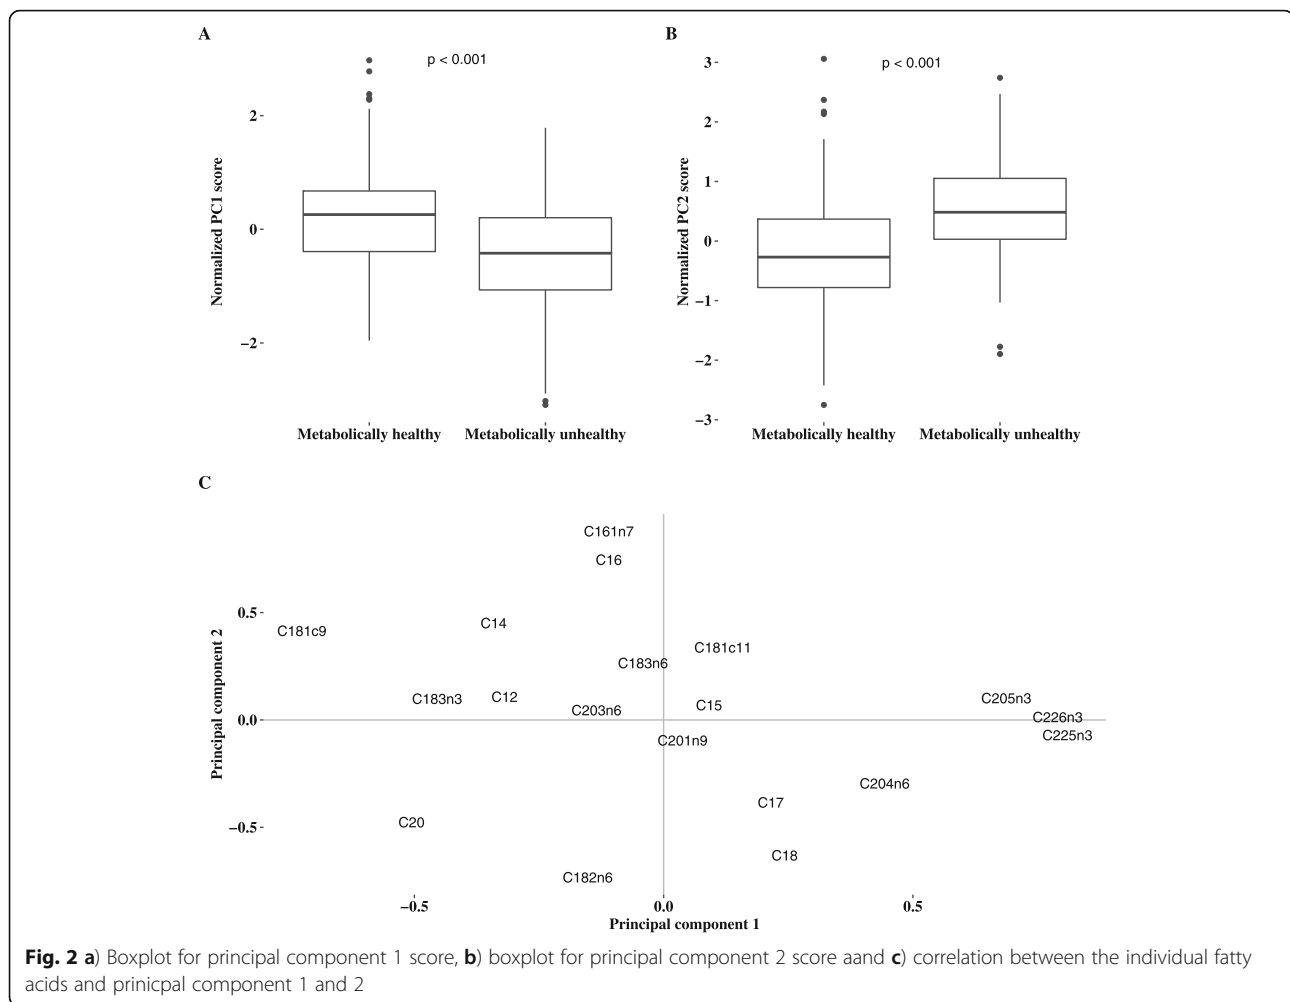 A
B
p < 0.001
p < 0.001
Normalized PC1 score
2
0
−2
Metabolically healthy
Metabolically unhealthy
Normalized PC2 score
3
2
1
0
−1
−2
−3
Metabolically healthy
Metabolically unhealthy
C
Principal component 2
0.5
0.0
−0.5
C161n7
C16
C14
C181c9
C181c11
C183n6
C183n3
C12
C203n6
C15
C205n3
C226n3
C225n3
C201n9
C204n6
C17
C20
C18
C182n6
−0.5
0.0
0.5
Principal component 1
Fig. 2 a) Boxplot for principal component 1 score, b) boxplot for principal component 2 score aand c) correlation between the individual fatty
acids and prinicpal component 1 and 2